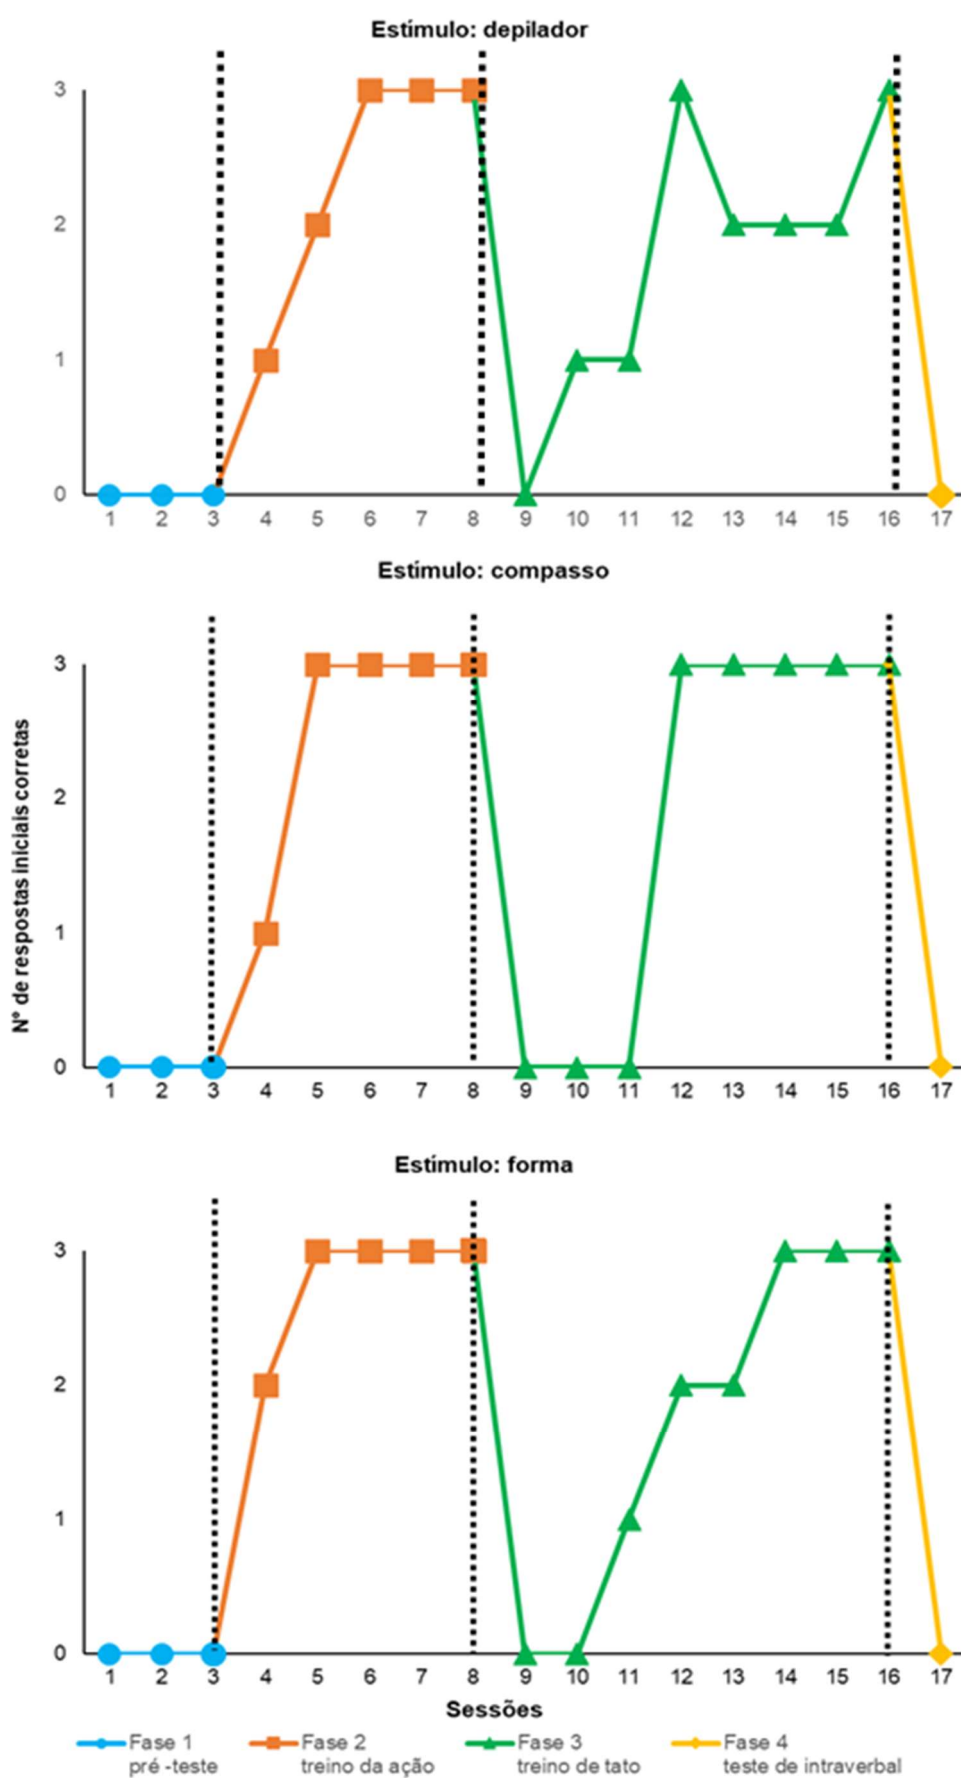 Estímulo: depilador
3
2
1
0
1 2 3 4 5 6 7 8 9 10 11 12 13 14 15 16 17
Estímulo: compasso
3
2
1
0
1 2 3 4 5 6 7 8 9 10 11 12 13 14 15 16 17
N° de respostas iniciais corretas
Estímulo: forma
3
2
1
0
1 2 3 4 5 6 7 8 9 10 11 12 13 14 15 16 17
Sessões
Fase 1 Fase 2 Fase 3 Fase 4
pré -teste treino da ação treino de tato teste de intraverbal